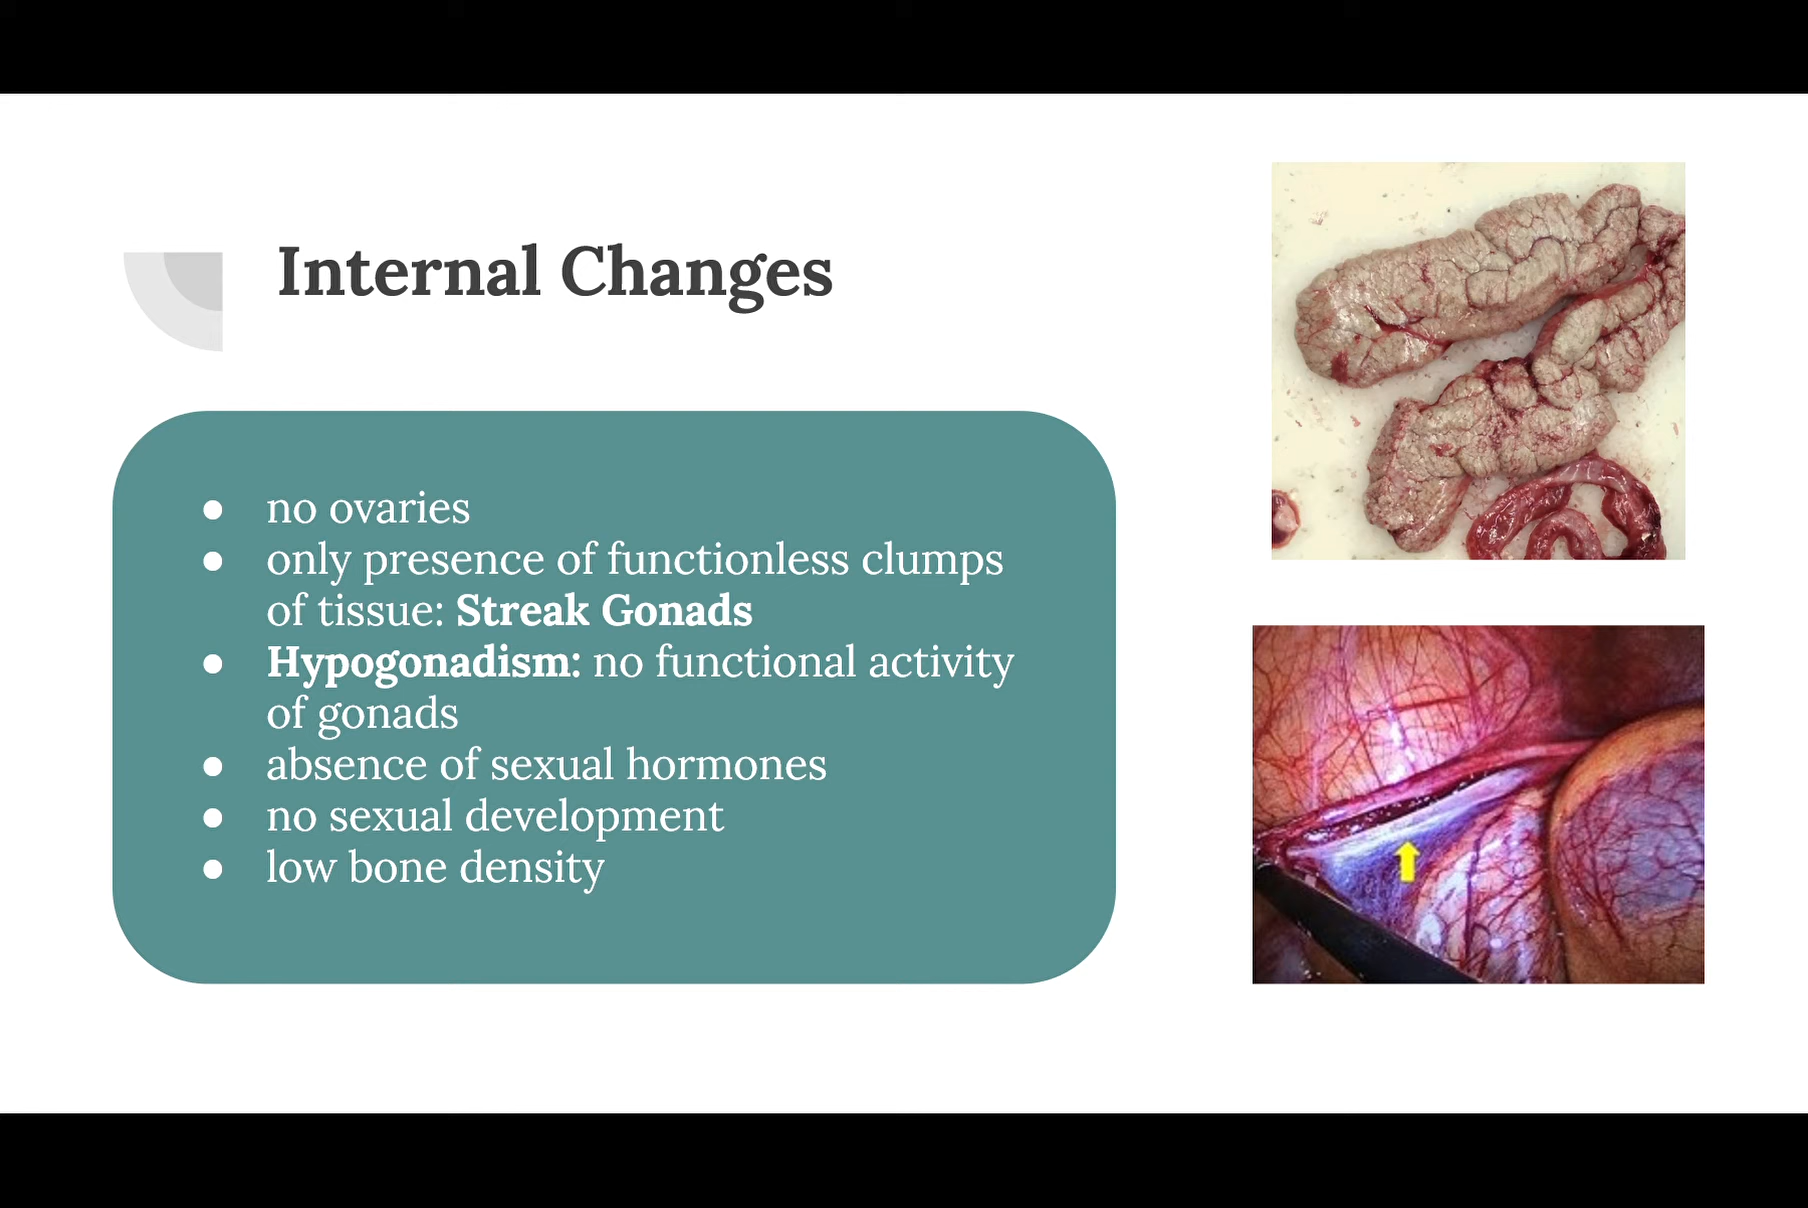 Internal Changes
● no ovaries
● only presence of functionless clumps
of tissue: Streak Gonads
● Hypogonadism: no functional activity
of gonads
● absence of sexual hormones
● no sexual development
● low bone density